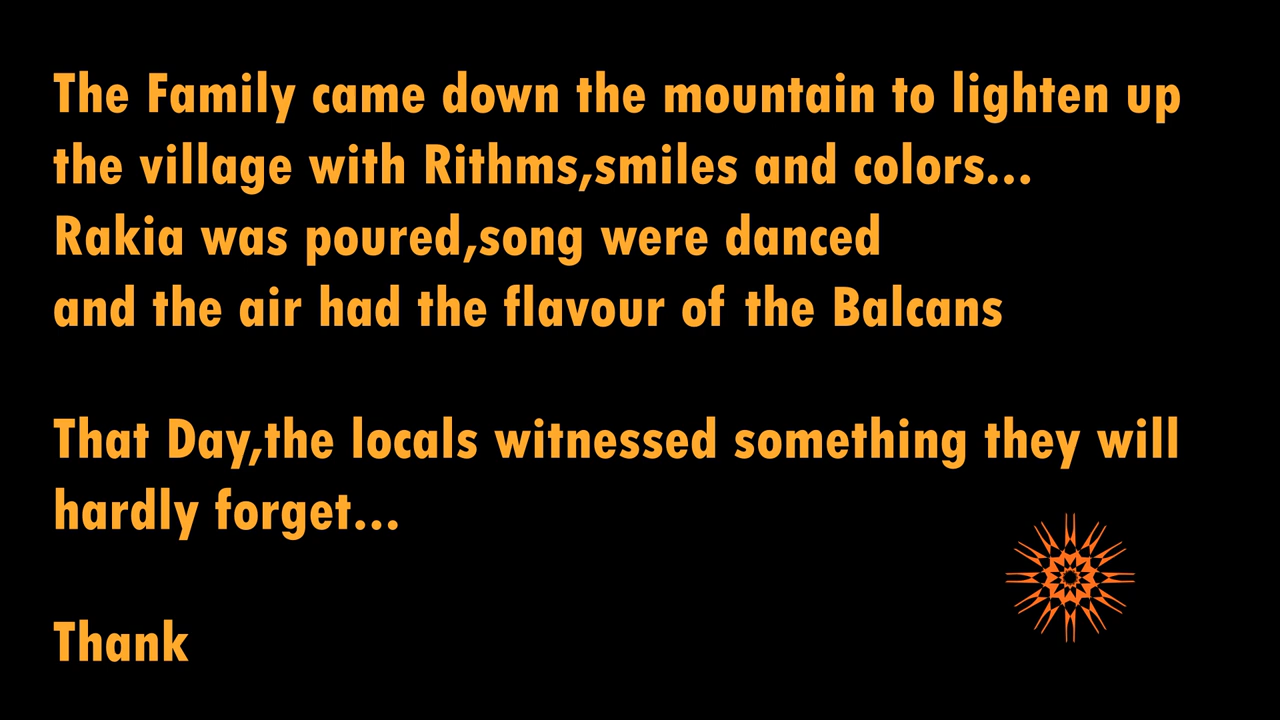 The Family came down the mountain to lighten up
the village with Rithms,smiles and colors...
Rakia was poured,song were danced
and the air had the flavour of the Balcans
That Day,the locals witnessed something they will
hardly forget...
Thank